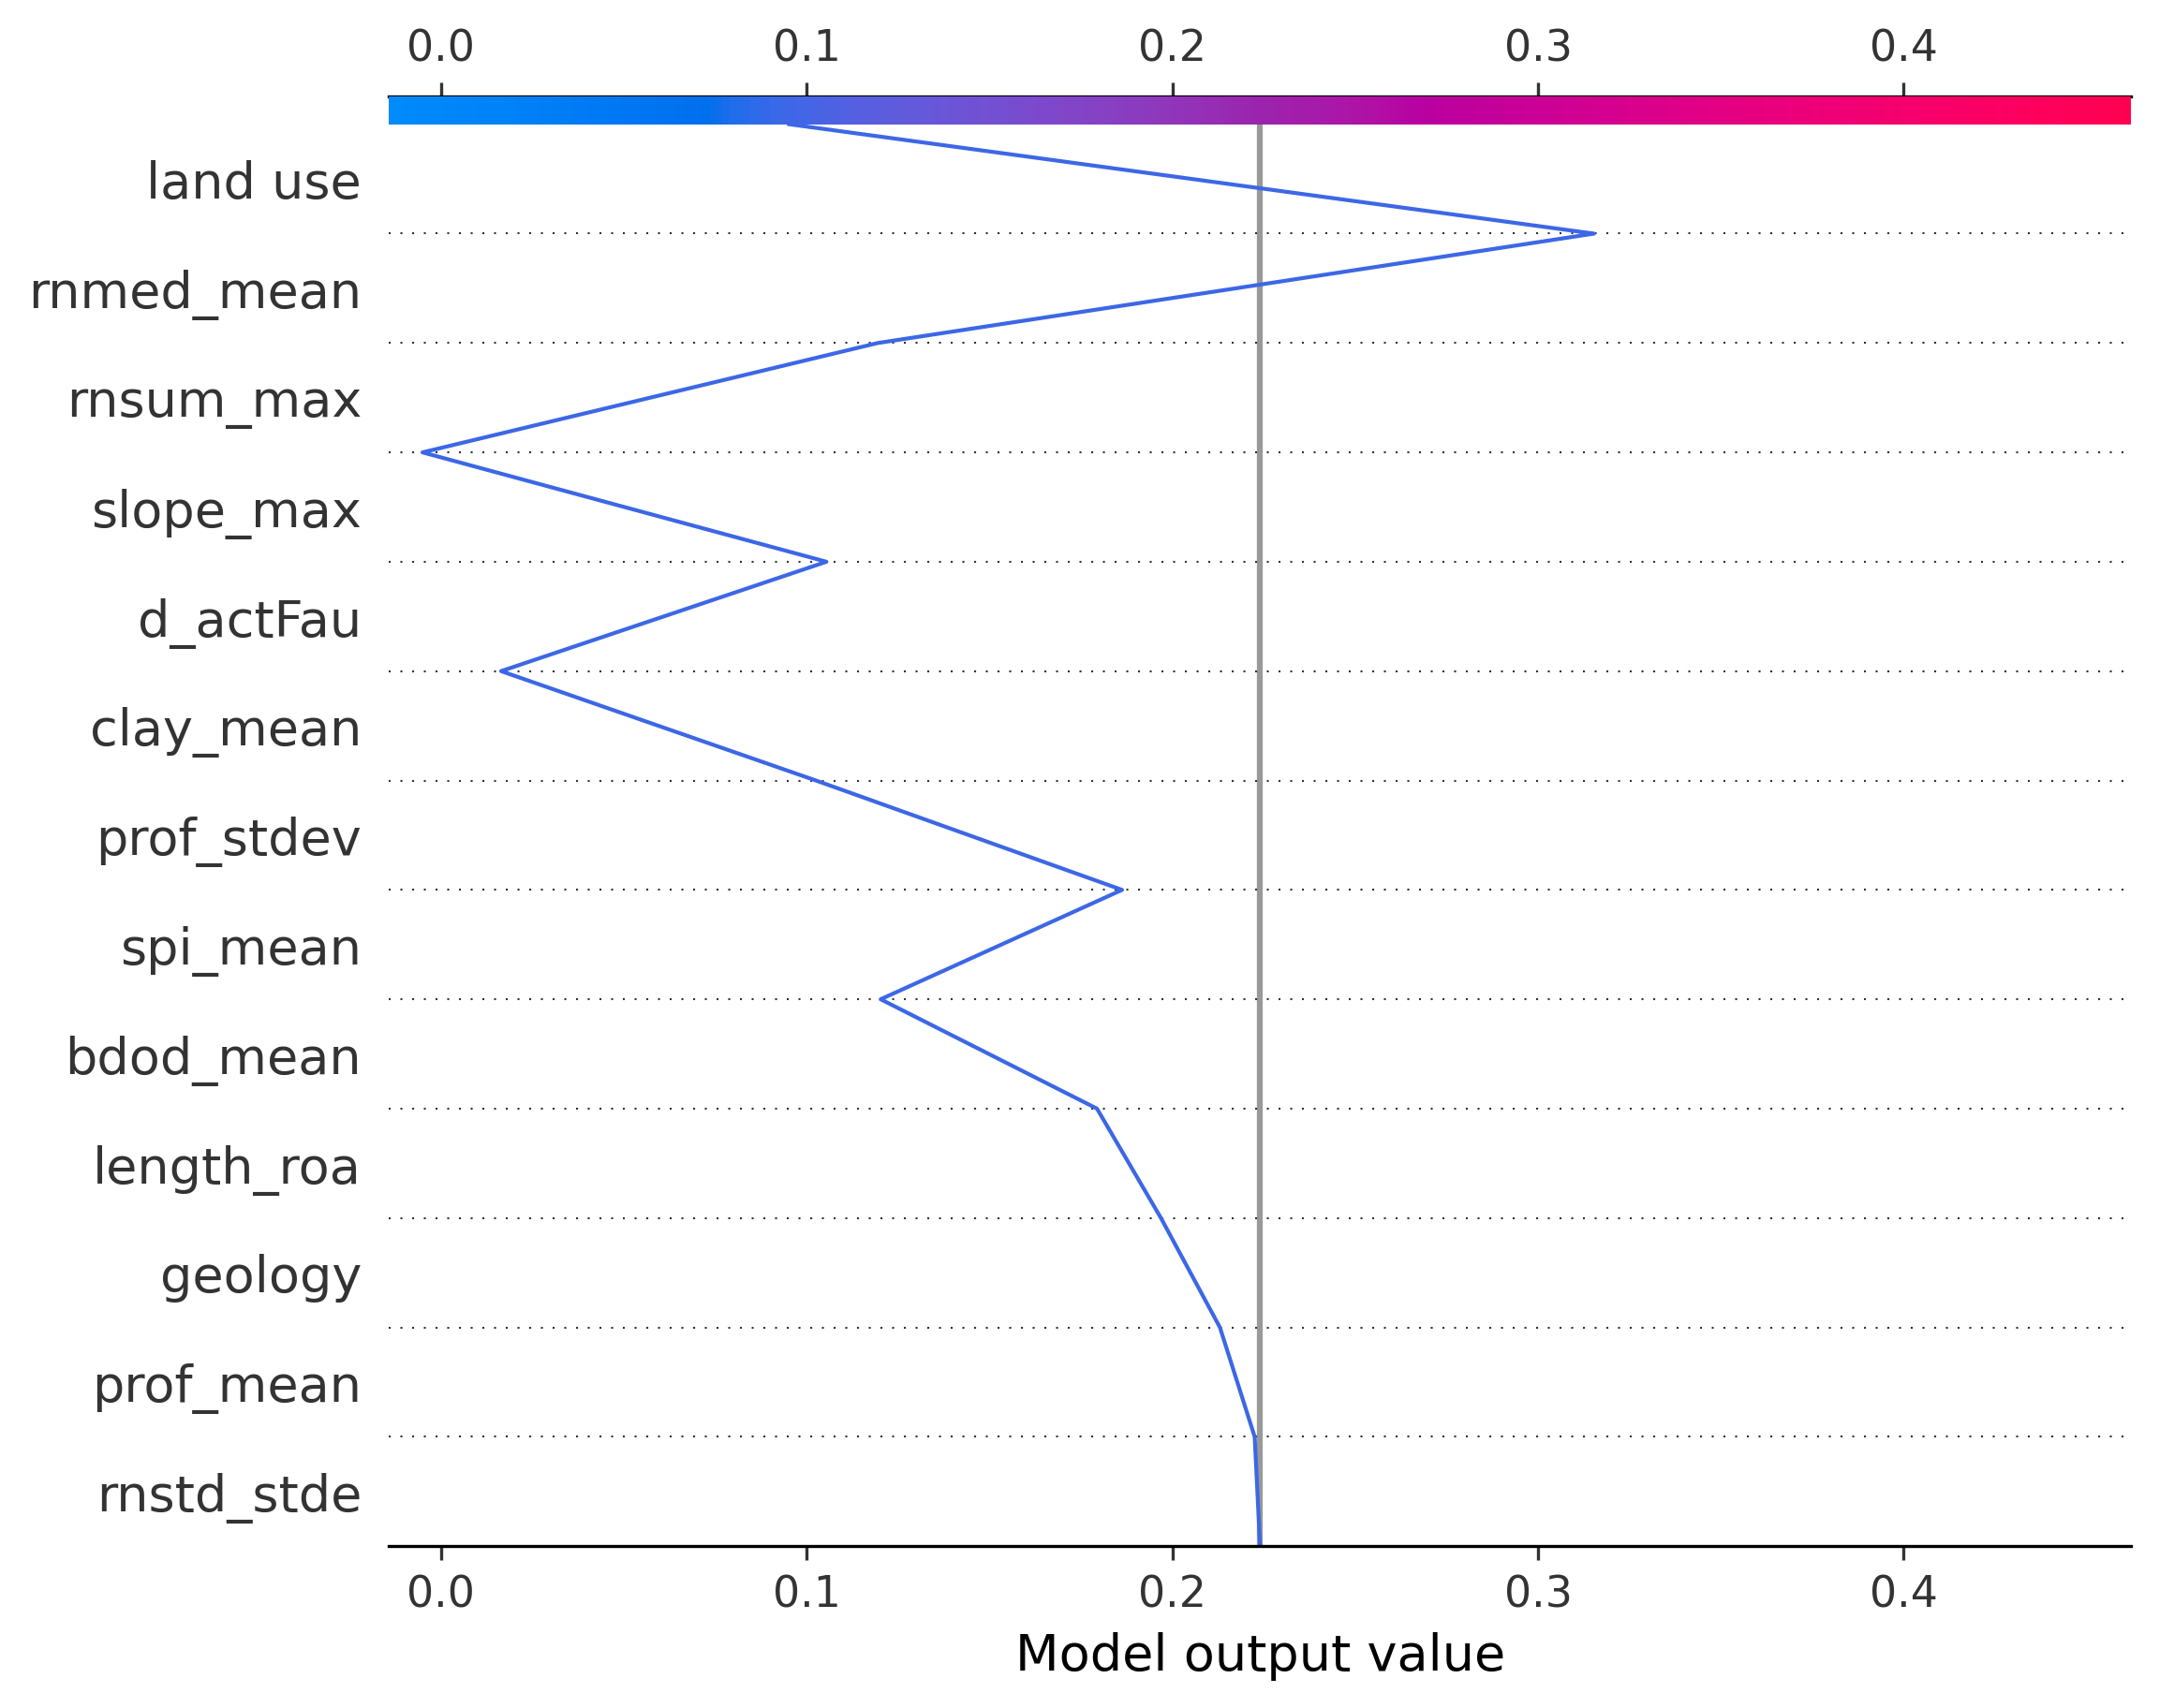 0.0 0.1 0.2 0.3 0.4
land use
rnmed_mean
rnsum_max
slope_max
d_actFau
clay_mean
prof_stdev
spi_mean
bdod_mean
length_roa
geology
prof_mean
rnstd_stde
0.0 0.1 0.2 0.3 0.4
Model output value